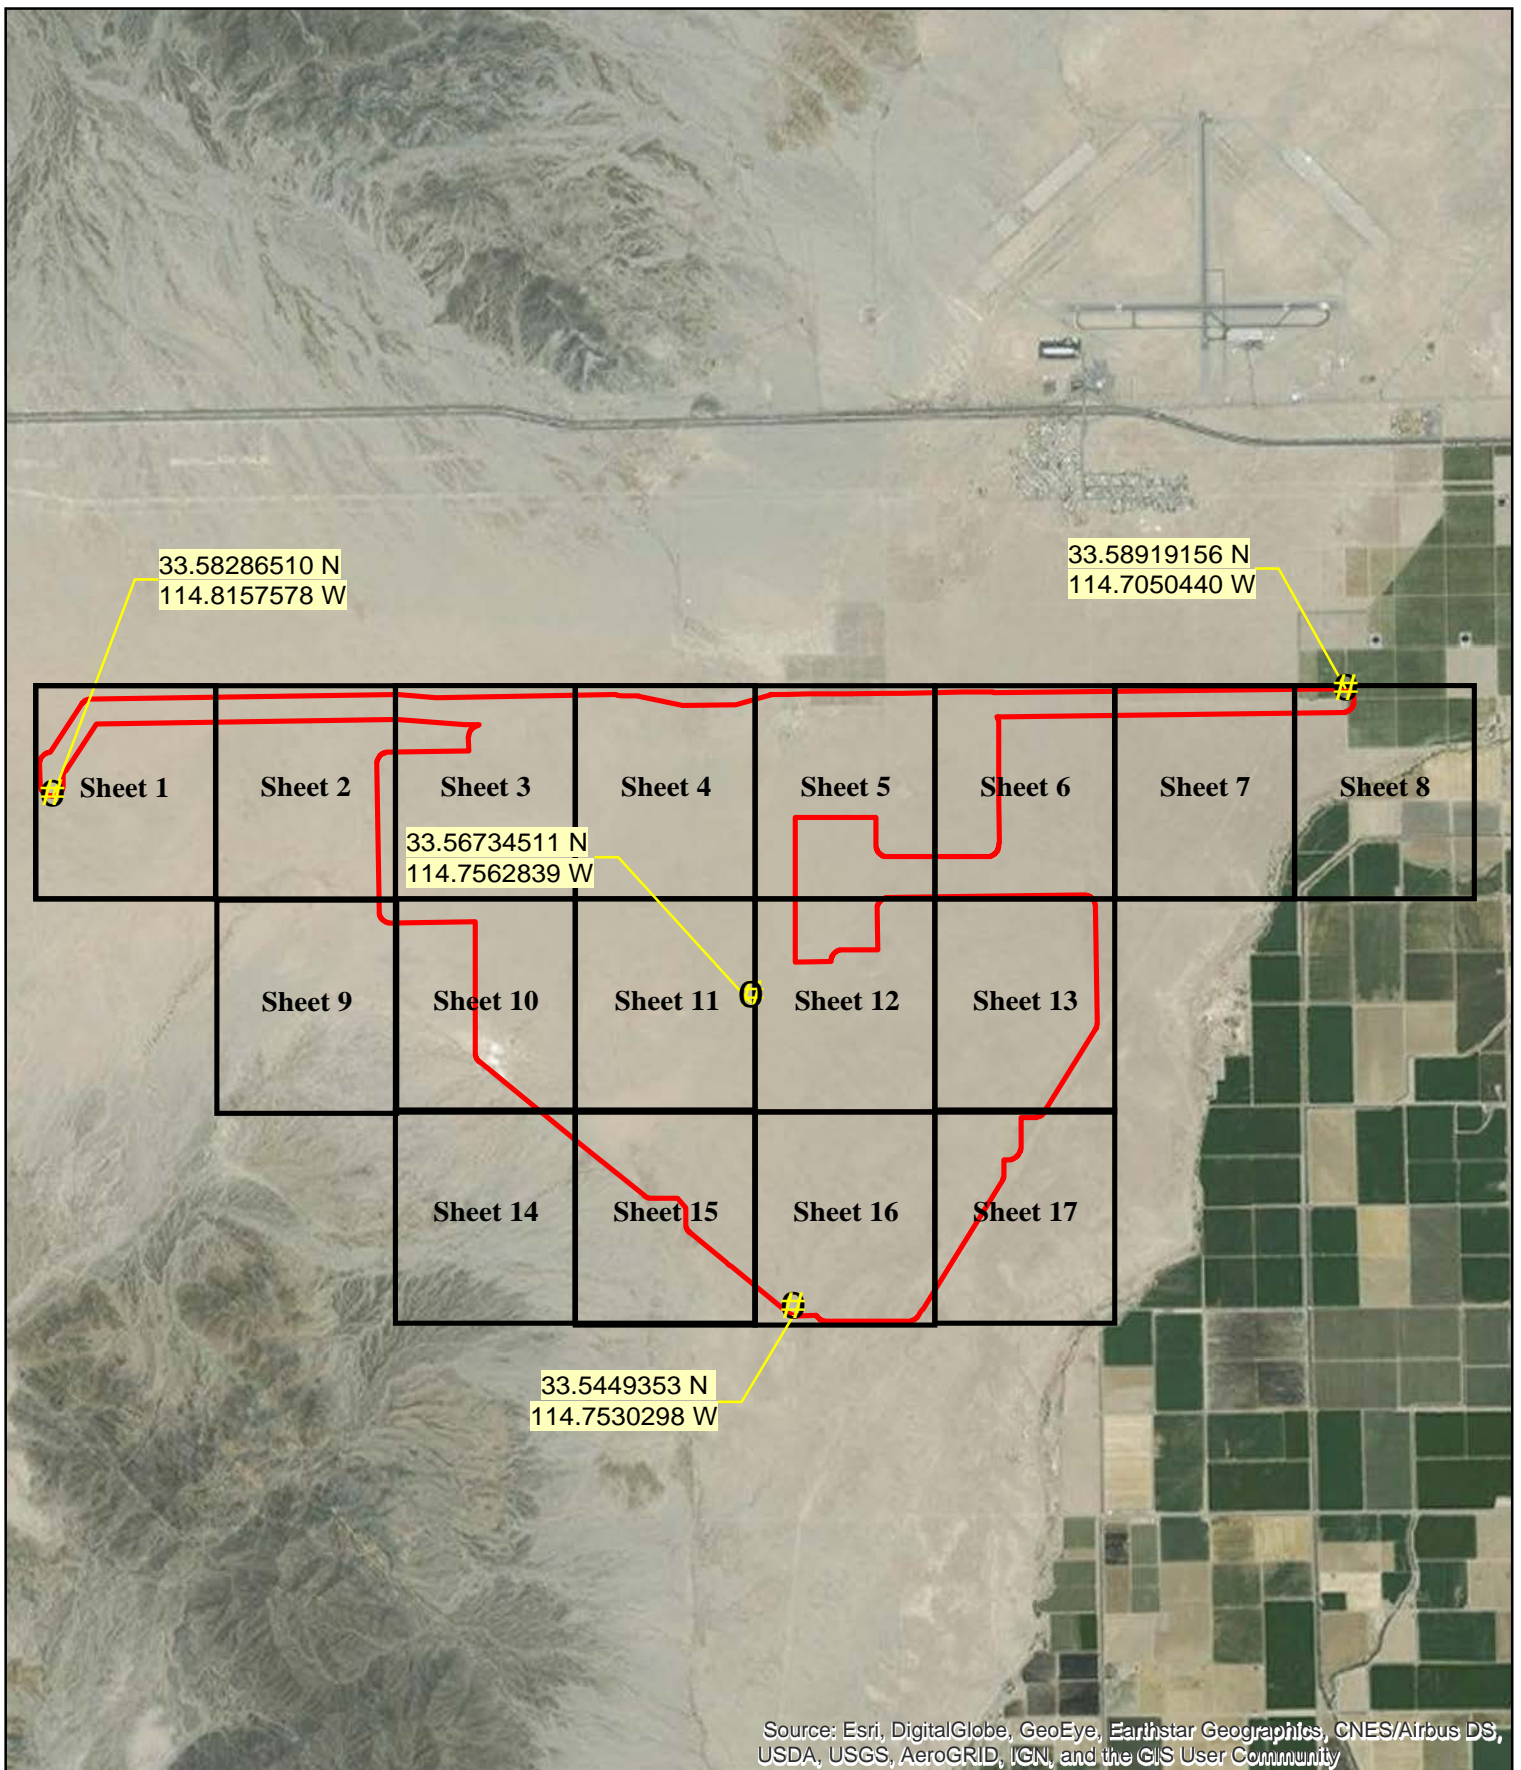 33.58286510 N
114.8157578 W
33.58919156 N
114.7050440 W
Sheet 1
Sheet 2
Sheet 3
Sheet 4
Sheet 5
Sheet 6
Sheet 7
Sheet 8
33.56734511 N
114.7562839 W
Sheet 9
Sheet 10
Sheet 11
Sheet 12
Sheet 13
Sheet 14
Sheet 15
Sheet 16
Sheet 17
33.5449353 N
114.7530298 W
Source: Esri, DigitalGlobe, GeoEye, Earthstar Geographics, CNES/Airbus DS,
USDA, USGS, AeroGRID, IGN, and the GIS User Community